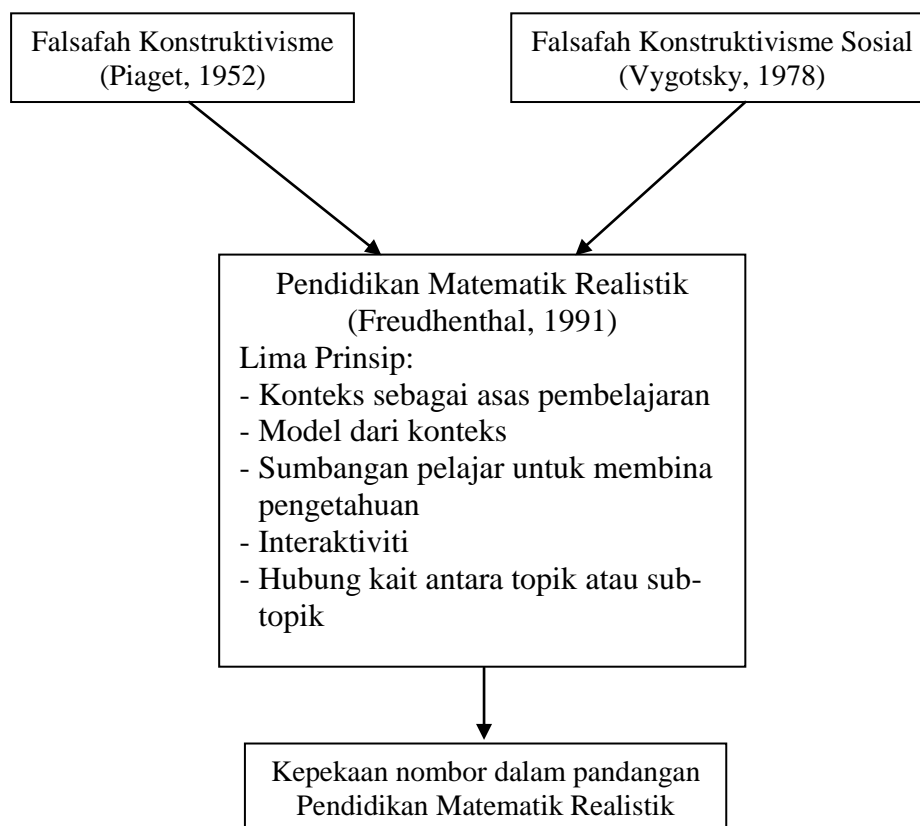 Falsafah Konstruktivisme
(Piaget, 1952)
Falsafah Konstruktivisme Sosial
(Vygotsky, 1978)
Pendidikan Matematik Realistik
(Freudhenthal, 1991)
Lima Prinsip:
- Konteks sebagai asas pembelajaran
- Model dari konteks
- Sumbangan pelajar untuk membina
pengetahuan
- Interaktiviti
- Hubung kait antara topik atau sub-
topik
Kepekaan nombor dalam pandangan
Pendidikan Matematik Realistik